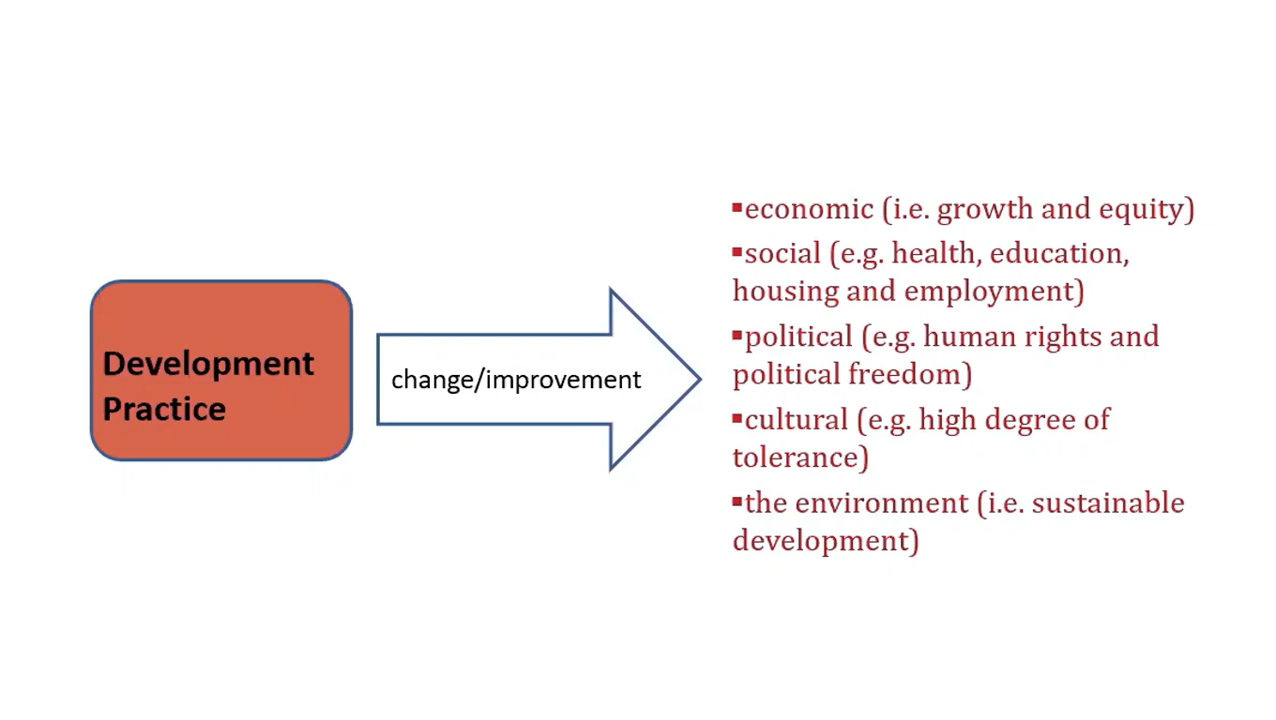 Development
Practice
change/improvement
▪economic (i.e. growth and equity)
▪social (e.g. health, education,
housing and employment)
▪political (e.g. human rights and
political freedom)
▪cultural (e.g. high degree of
tolerance)
▪the environment (i.e. sustainable
development)